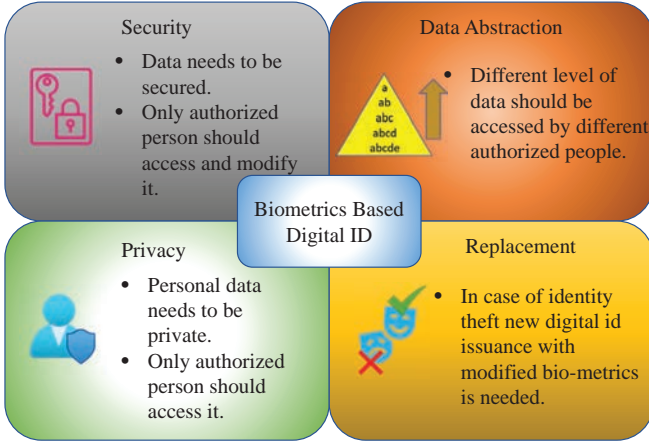 Security
• Data needs to be
secured.
• Only authorized
person should
access and modify
it.
Data Abstraction
a
ab
abc
abcd
abcde
• Different level of
data should be
accessed by different
authorized people.
Biometrics Based
Digital ID
Privacy
• Personal data
needs to be
private.
• Only authorized
person should
access it.
Replacement
• In case of identity
theft new digital id
issuance with
modified bio-metrics
is needed.